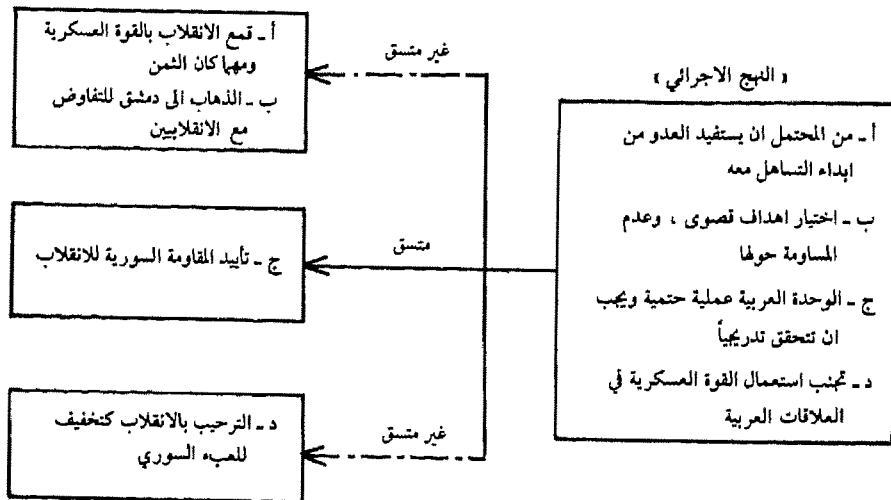 « النهج الاجرائي »
أ ـ من المحتمل ان يستفيد العدو من
ابداء التساهل معه
ب ـ اختيار اهداف قصوى ، وعدم
المساومة حولها
ج ـ الوحدة العربية عملية حتمية ويجب
ان تتحقق تدريجياً
د ـ تجنب استعمال القوة العسكرية في
العلاقات العربية
غير متسق
أ ـ قمع الانقلاب بالقوة العسكرية
ومهما كان الثمن
ب ـ الذهاب الى دمشق للتفاوض
مع الانقلابيين
متسق
ج ـ تأييد المقاومة السورية للانقلاب
غير متسق
د ـ الترحيب بالانقلاب كتخفيف
للعبء السوري